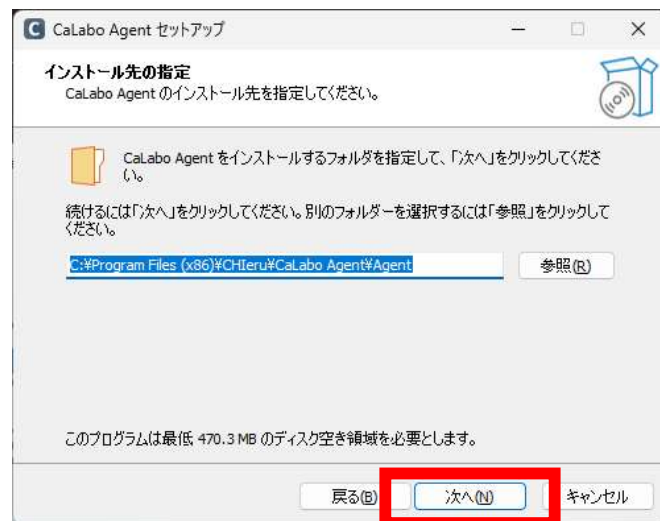 CaLabo Agent セットアップ
インストール先の指定
CaLabo Agent のインストール先を指定してください。
CaLabo Agent をインストールするフォルダを指定して、「次へ」をクリックしてくださ
い。
続けるには「次へ」をクリックしてください。別のフォルダーを選択するには「参照」をクリックして
ください。
C:¥Program Files (x86)¥CHIeru¥CaLabo Agent¥Agent
参照(R)
このプログラムは最低 470.3 MB のディスク空き領域を必要とします。
戻る(B) 次へ(N) キャンセル